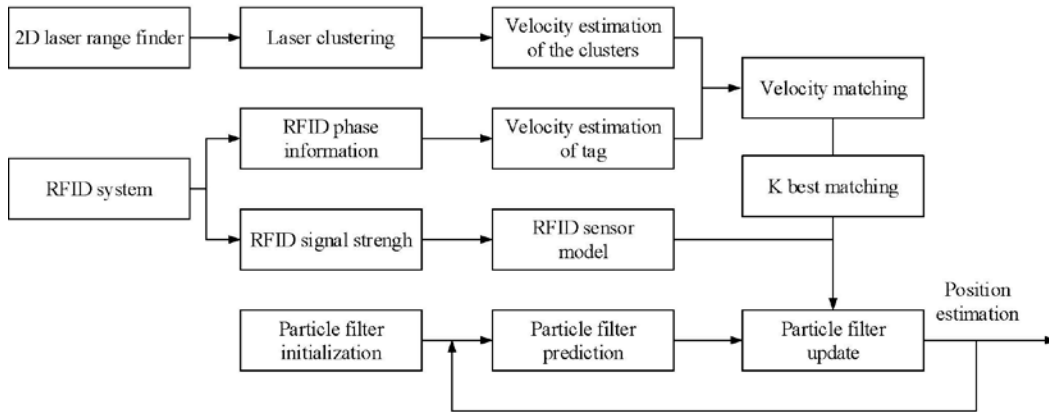 2D laser range finder
Laser clustering
Velocity estimation
of the clusters
Velocity matching
RFID phase
information
Velocity estimation
of tag
RFID system
K best matching
RFID signal strengh
RFID sensor
model
Particle filter
initialization
Particle filter
prediction
Particle filter
update
Position
estimation